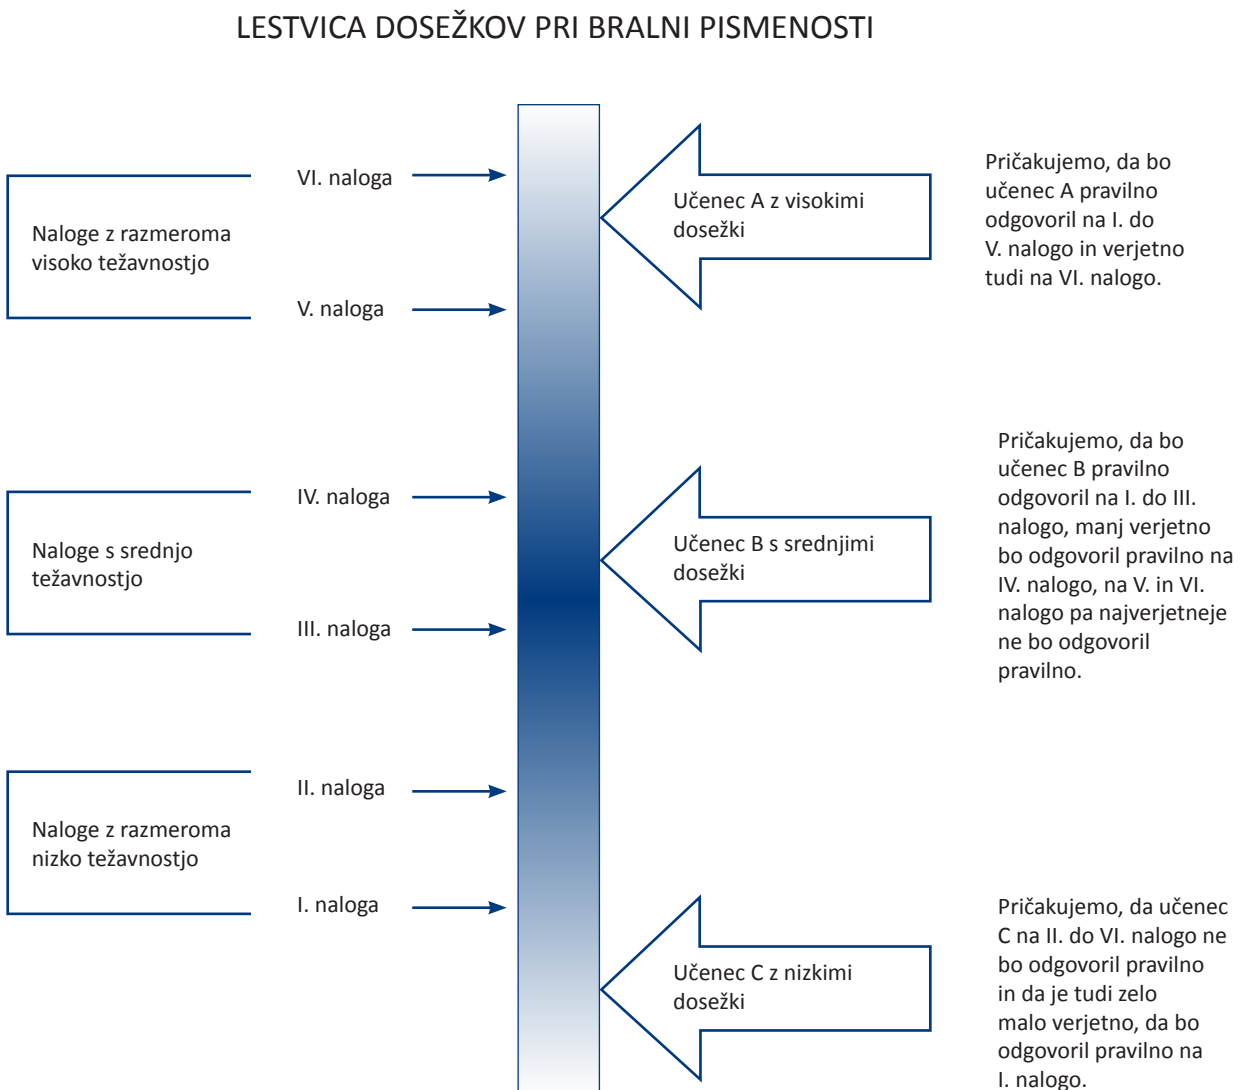 LESTVICA DOSEŽKOV PRI BRALNI PISMENOSTI
Naloge z razmeroma
visoko težavnostjo
VI. naloga
V. naloga
Učenec A z visokimi
dosežki
Pričakujemo, da bo
učenec A pravilno
odgovoril na I. do
V. nalogo in verjetno
tudi na VI. nalogo.
Naloge s srednjo
težavnostjo
IV. naloga
III. naloga
Učenec B s srednjimi
dosežki
Pričakujemo, da bo
učenec B pravilno
odgovoril na I. do III.
nalogo, manj verjetno
bo odgovoril pravilno na
IV. nalogo, na V. in VI.
nalogo pa najverjetneje
ne bo odgovoril
pravilno.
Naloge z razmeroma
nizko težavnostjo
II. naloga
I. naloga
Učenec C z nizkimi
dosežki
Pričakujemo, da učenec
C na II. do VI. nalogo ne
bo odgovoril pravilno
in da je tudi zelo
malo verjetno, da bo
odgovoril pravilno na
I. nalogo.